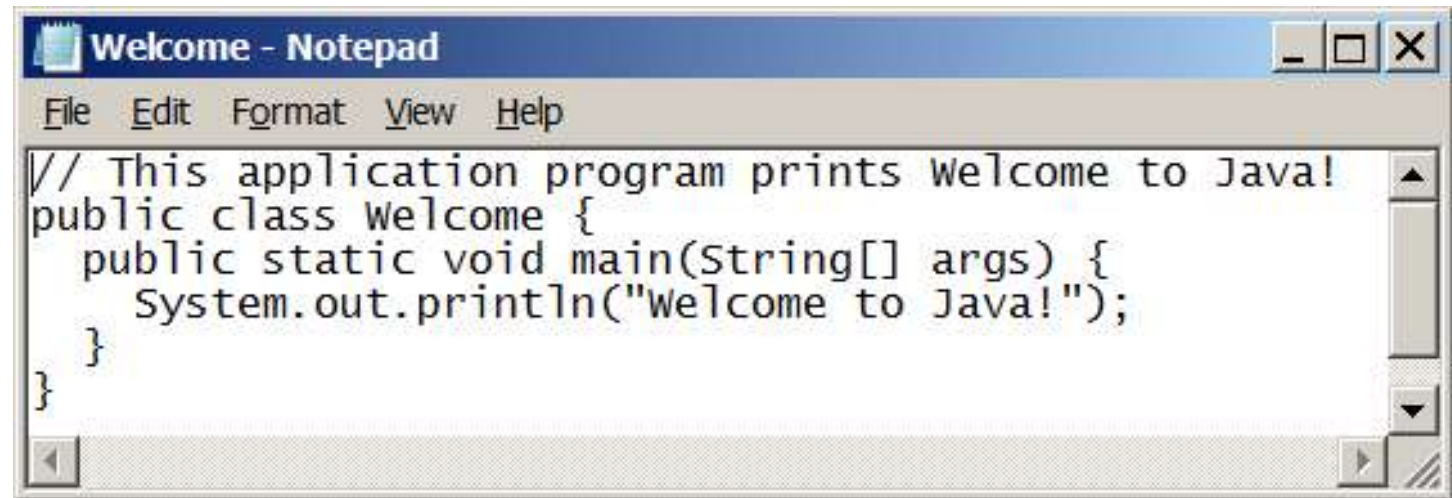 Welcome - Notepad
File Edit Format View Help
// This application program prints Welcome to Java!
public class Welcome {
  public static void main(String[] args) {
    System.out.println("Welcome to Java!");
  }
}